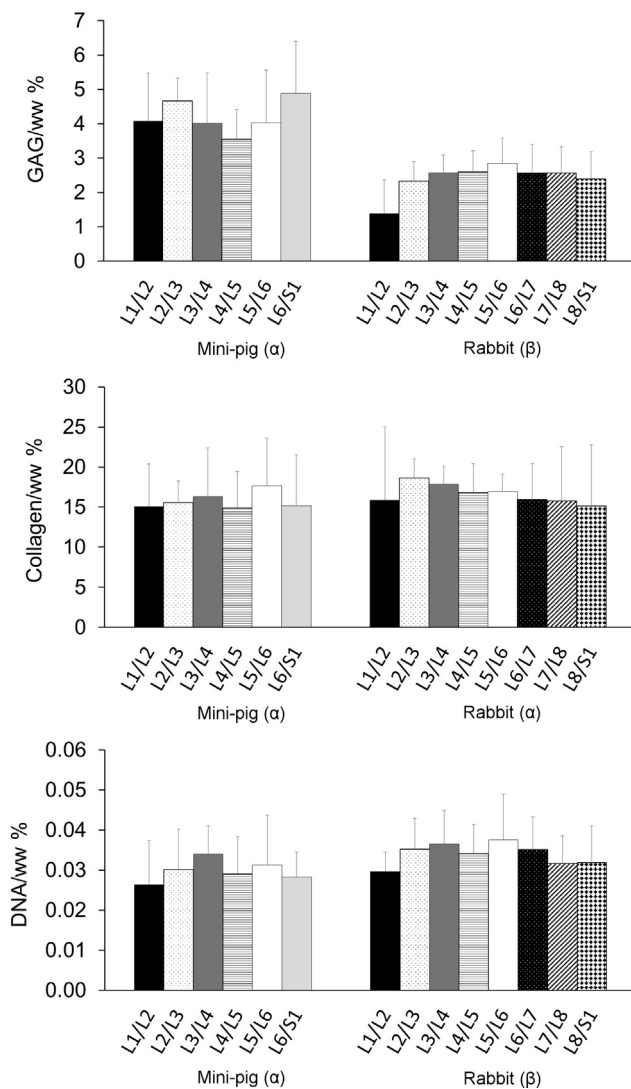 7
6
5
4
3
2
1
0
GAG/ww %
L1/L2 L2/L3 L3/L4 L4/L5 L5/L6 L6/S1 L1/L2 L2/L3 L3/L4 L4/L5 L5/L6 L6/L7 L7/L8 L8/S1
Mini-pig (α) Rabbit (β)
30
25
20
15
10
5
0
Collagen/ww %
L1/L2 L2/L3 L3/L4 L4/L5 L5/L6 L6/S1 L1/L2 L2/L3 L3/L4 L4/L5 L5/L6 L6/L7 L7/L8 L8/S1
Mini-pig (α) Rabbit (α)
0.06
0.05
0.04
0.03
0.02
0.01
0.00
DNA/ww %
L1/L2 L2/L3 L3/L4 L4/L5 L5/L6 L6/S1 L1/L2 L2/L3 L3/L4 L4/L5 L5/L6 L6/L7 L7/L8 L8/S1
Mini-pig (α) Rabbit (β)